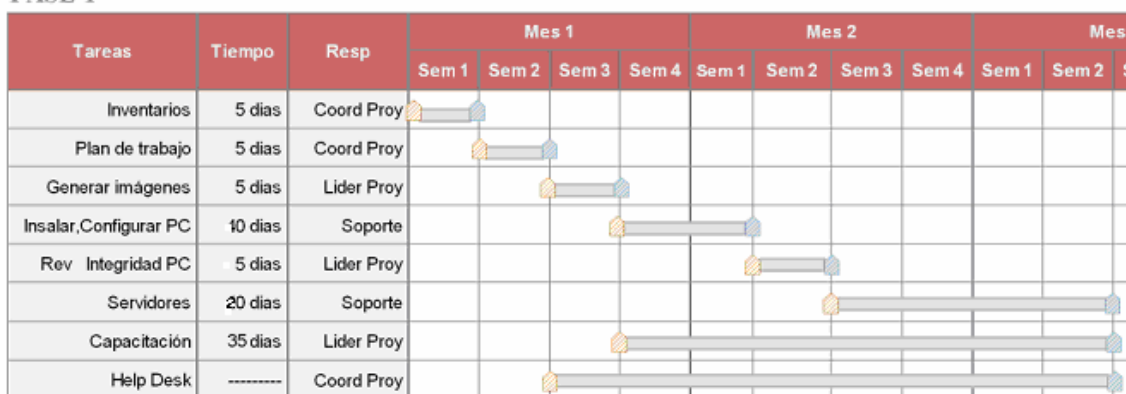 Tareas Tiempo Resp Mes 1 Mes 2 Mes
Sem 1 Sem 2 Sem 3 Sem 4 Sem 1 Sem 2 Sem 3 Sem 4 Sem 1 Sem 2
Inventarios 5 dias Coord Proy
Plan de trabajo 5 dias Coord Proy
Generar imágenes 5 dias Lider Proy
Insalar,Configurar PC 10 dias Soporte
Rev Integridad PC 5 dias Lider Proy
Servidores 20 dias Soporte
Capacitación 35 dias Lider Proy
Help Desk --------- Coord Proy